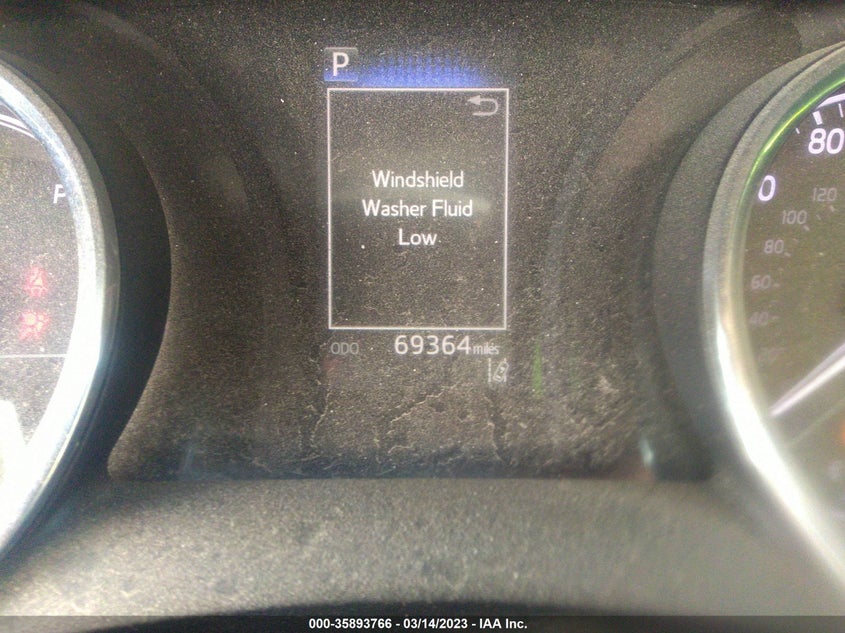 P
Windshield
Washer Fluid
Low
ODO 69364 miles
F
80
0
120
100
80
60
40
20
000-35893766 - 03/14/2023 - IAA Inc.